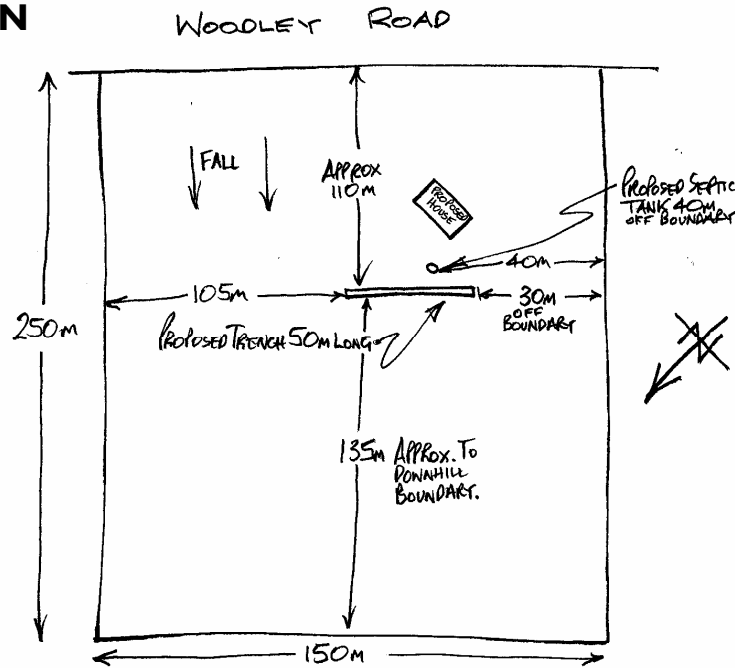 N
WOODLEY ROAD
FALL
APPROX
110M
PROPOSED
HOUSE
PROPOSED SEPTIC
TANK 40M
OFF BOUNDARY
40M
105M
30M
OFF
BOUNDARY
250M
PROPOSED TRENCH 50M LONG
N
135M APPROX. TO
DOWNHILL
BOUNDARY.
150M